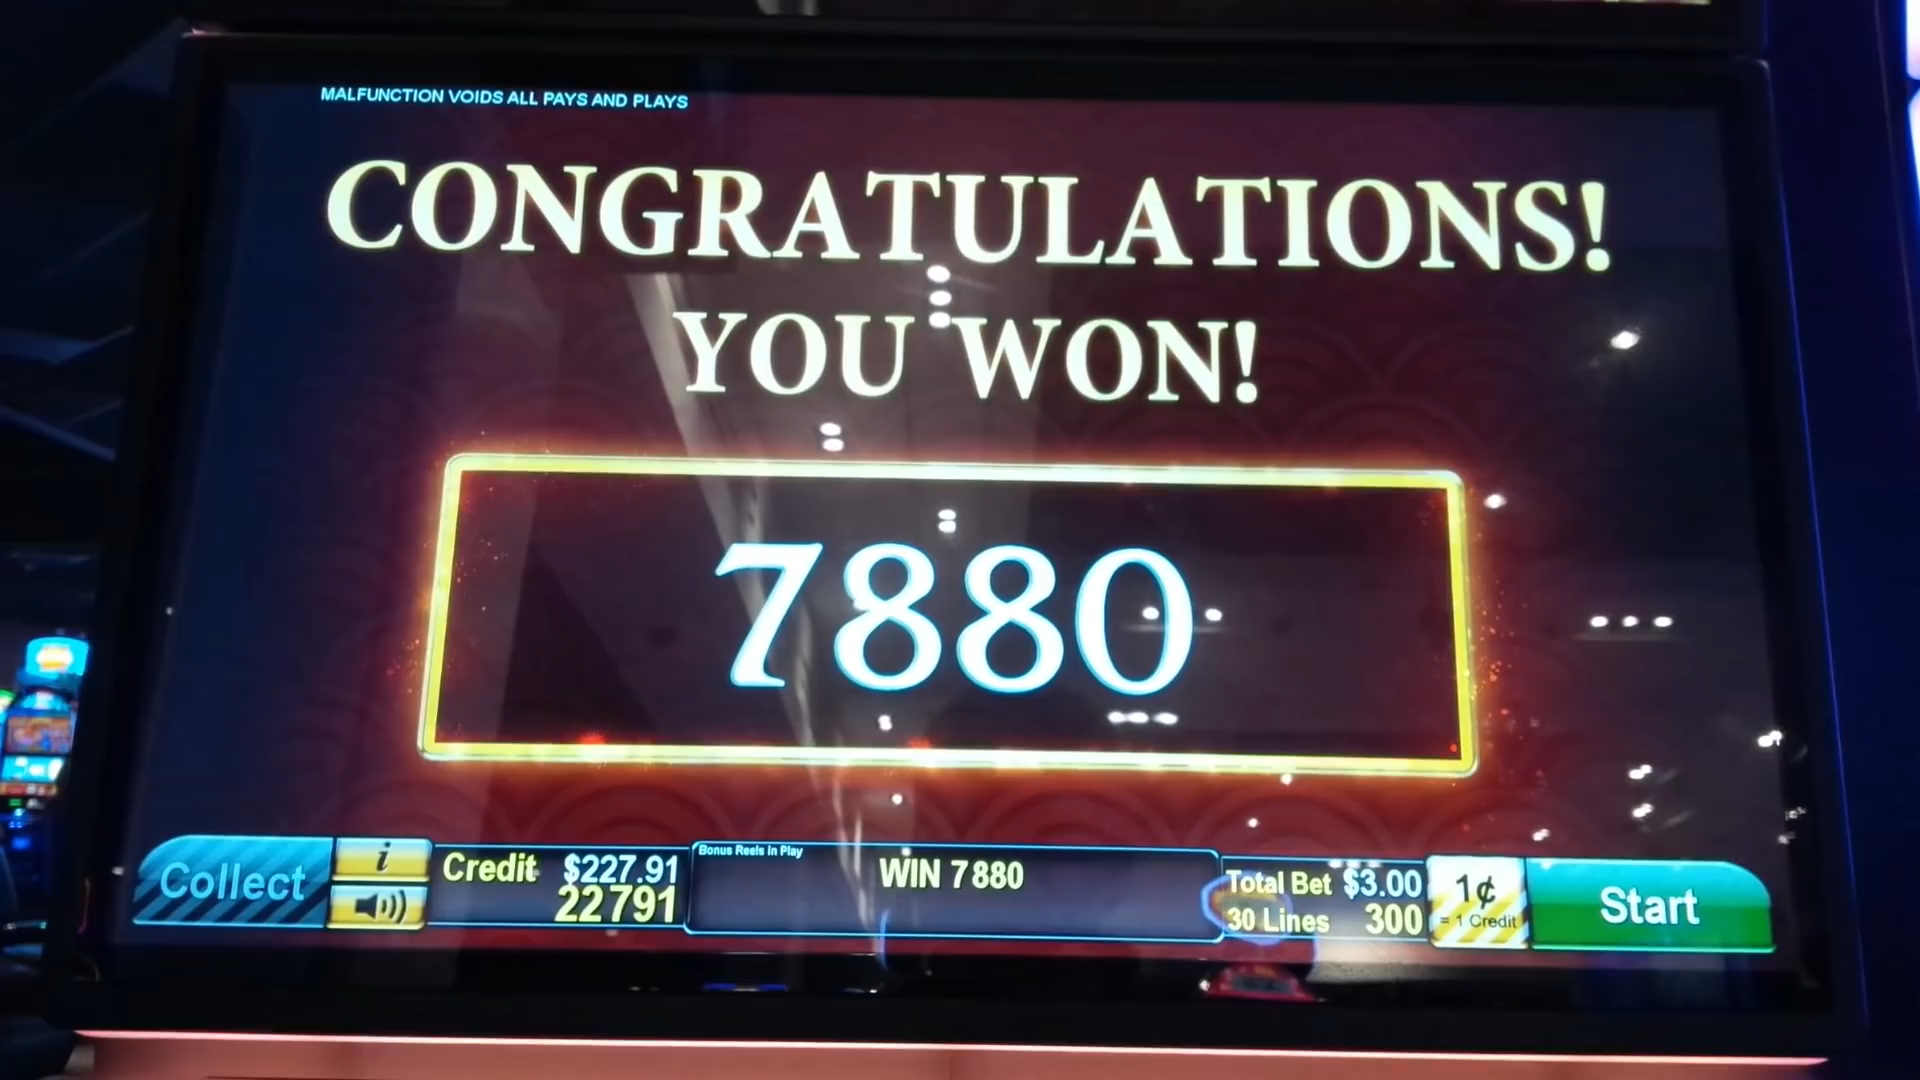 MALFUNCTION VOIDS ALL PAYS AND PLAYS
CONGRATULATIONS!
YOU WON!
7880
Collect
i
Credit $227.91
22791
Bonus Reels In Play
WIN 7880
Total Bet $3.00
30 Lines 300
1¢
= 1 Credit
Start